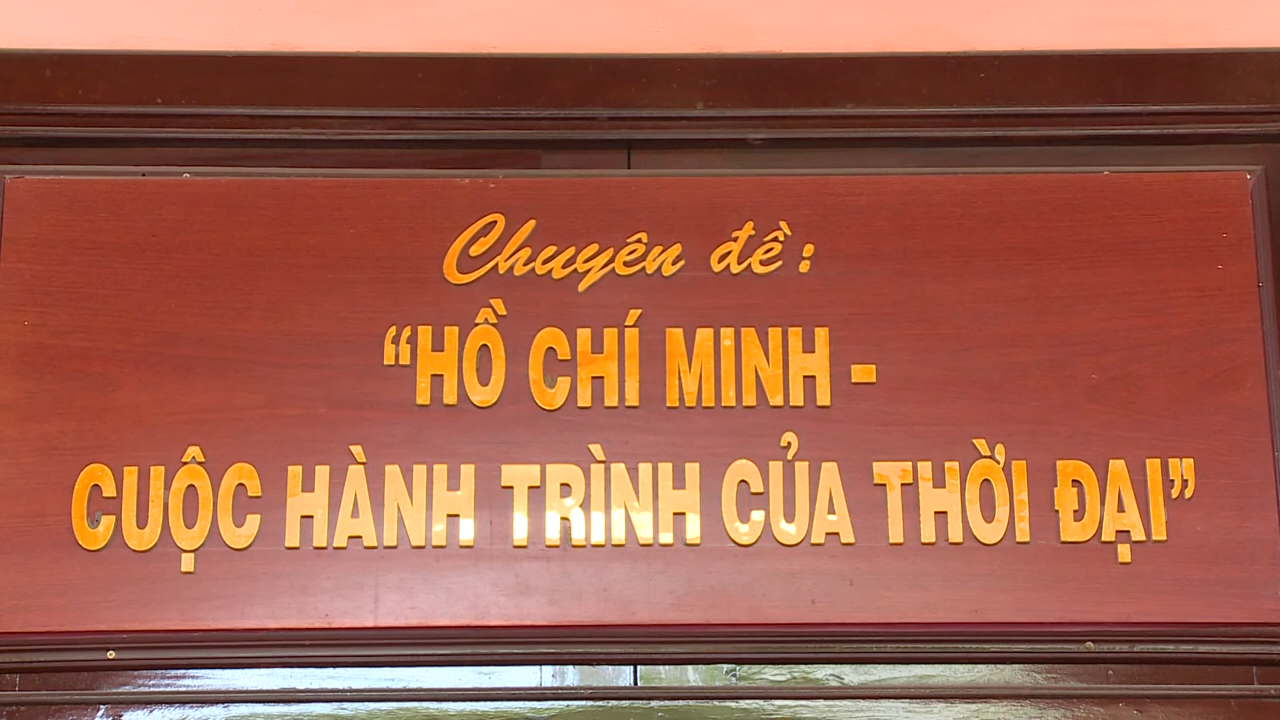 Chuyên đề:
“HỒ CHÍ MINH -
CUỘC HÀNH TRÌNH CỦA THỜI ĐẠI”